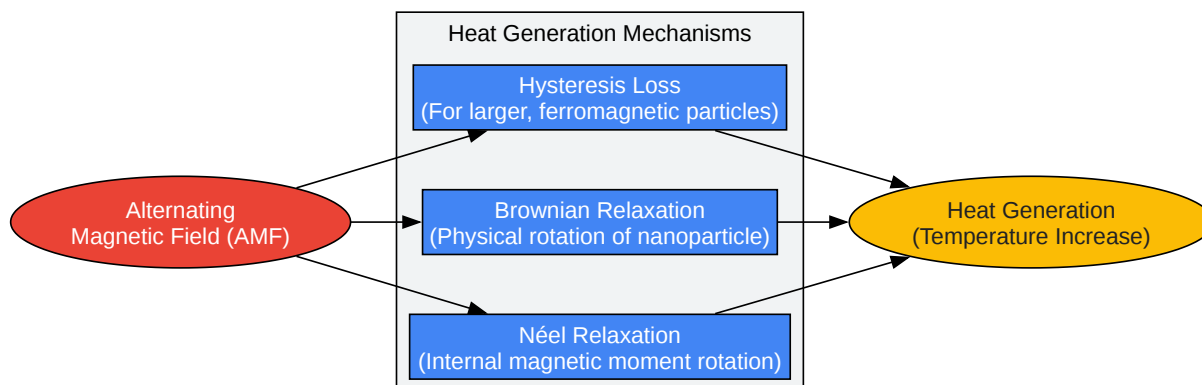 Heat Generation Mechanisms
Hysteresis Loss
(For larger, ferromagnetic particles)
Alternating
Magnetic Field (AMF)
Brownian Relaxation
(Physical rotation of nanoparticle)
Heat Generation
(Temperature Increase)
Néel Relaxation
(Internal magnetic moment rotation)